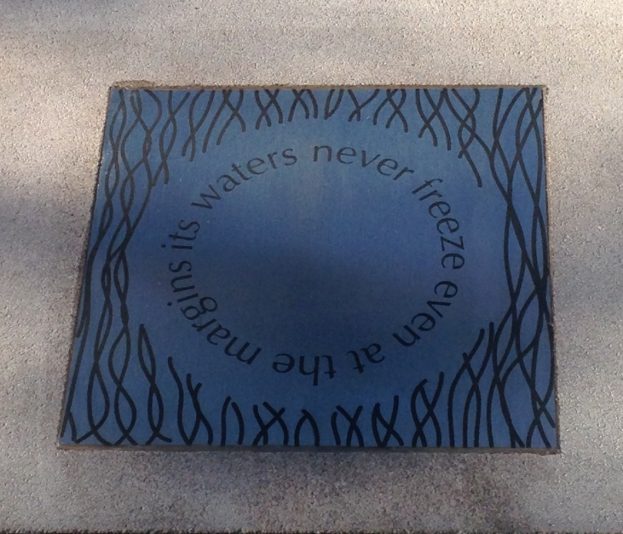 its waters never freeze even at the margins